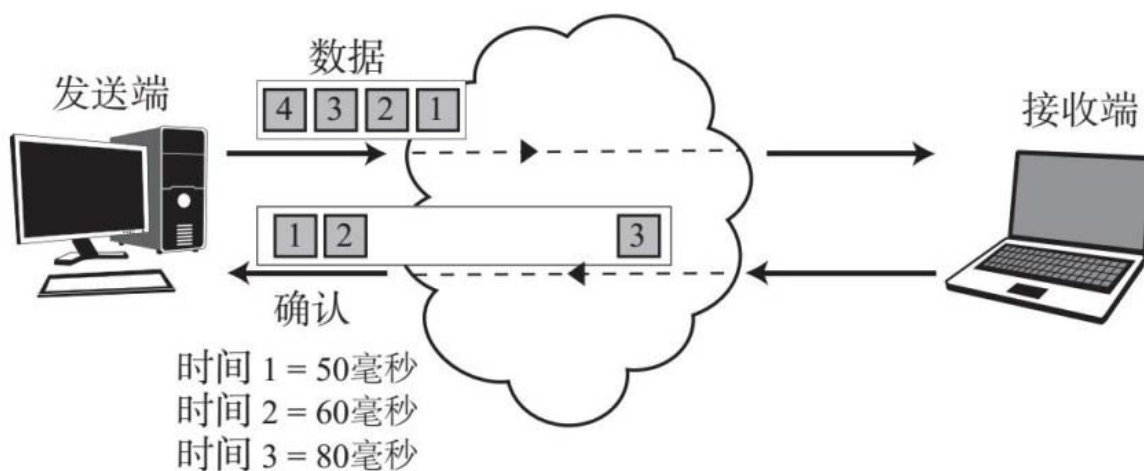 数据
发送端
4 3 2 1
接收端
1 2 3
确认
时间 1 = 50毫秒
时间 2 = 60毫秒
时间 3 = 80毫秒